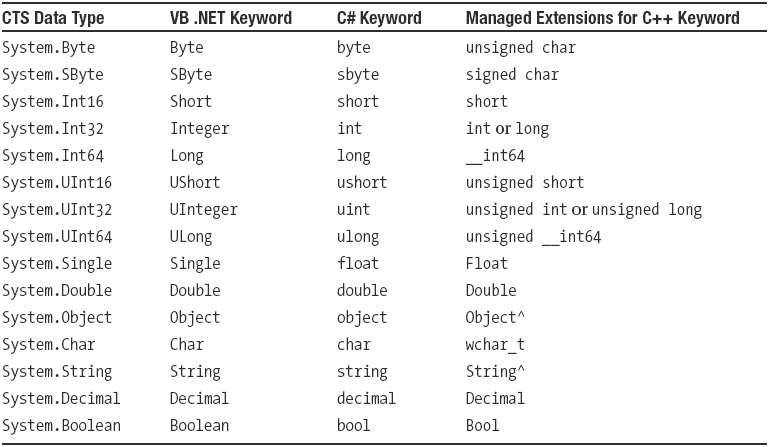 CTS Data Type VB .NET Keyword C# Keyword Managed Extensions for C++ Keyword
System.Byte Byte byte unsigned char
System.SByte SByte sbyte signed char
System.Int16 Short short short
System.Int32 Integer int int or long
System.Int64 Long long __int64
System.UInt16 UShort ushort unsigned short
System.UInt32 UInteger uint unsigned int or unsigned long
System.UInt64 ULong ulong unsigned __int64
System.Single Single float Float
System.Double Double double Double
System.Object Object object Object^
System.Char Char char wchar_t
System.String String string String^
System.Decimal Decimal decimal Decimal
System.Boolean Boolean bool Bool